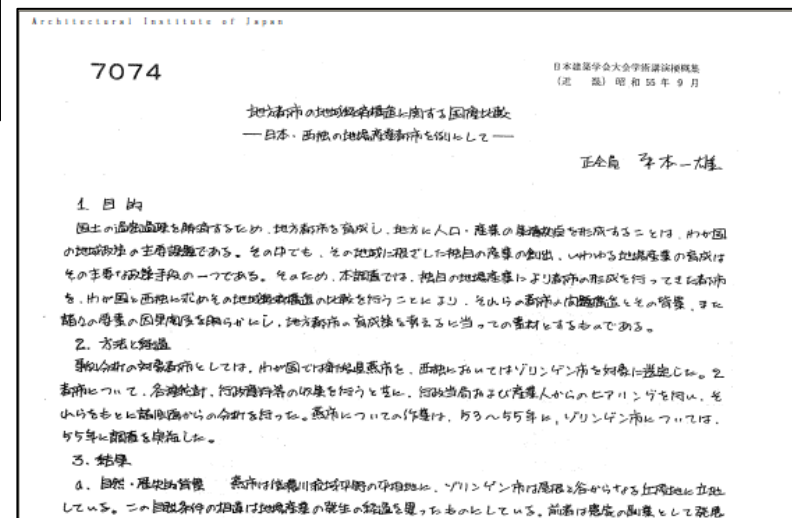 Architectural Institute of Japan
7074
日本建築学会大会学術講演梗概集
(近 畿) 昭和55年9月
地方都市の地域経済構造に関する国際比較
―日本・西独の地場産業都市を例にして―
正会員 本一雄
1. 目的
国土の過密過疎を解消するため、地方都市を育成し、地方に人口・産業の集積拠点を形成することは、わが国
の地域政策の主要課題である。その中でも、その地域に根ざした独自の産業の創出、いわゆる地場産業の育成は
その主要な政策手段の一つである。そのため、本調査では、独自の地場産業により都市の形成を行ってきた都市
を、わが国と西独に求めその地域経済構造の比較を行うことにより、それらの都市の問題構造とその背景、また
諸々の要素の因果関係を明らかにし、地方都市の育成策を考えるに当っての素材とするものである。
2. 方法と経過
事例分析の対象都市としては、わが国では新潟県燕市を、西独においてはゾリンゲン市を対象に選定した。2
都市について、各種統計、行政資料等の収集を行うと共に、行政当局および産業人からのヒアリングを行い、そ
れらをもとに諸側面からの分析を行った。燕市についての作業は、53〜55年に、ゾリンゲン市については、
55年に調査を実施した。
3. 結果
a. 自然・歴史的背景 燕市は信濃川流域平野の平坦地に、ゾリンゲン市は尾根と谷からなる丘陵地に立地
している。この自然条件の相違は地場産業の発生の経過を異ったものにしている。前者は農家の副業として発展